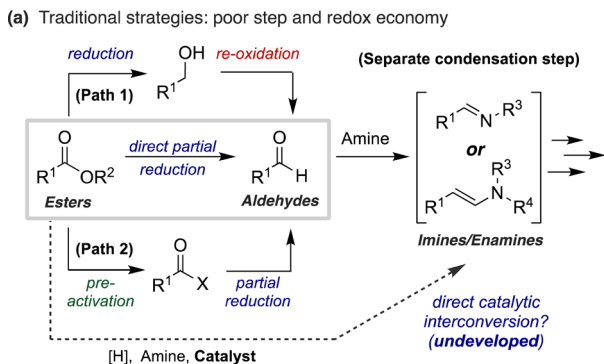 (a) Traditional strategies: poor step and redox economy
reduction
OH
re-oxidation
(Separate condensation step)
(Path 1)
R1
R1
N
R3
O
R1
OR2
Esters
direct partial
reduction
O
R1
H
Aldehydes
Amine
or
R3
R1
N
R4
Imines/Enamines
(Path 2)
pre-
activation
O
R1
X
partial
reduction
direct catalytic
interconversion?
(undeveloped)
[H], Amine, Catalyst